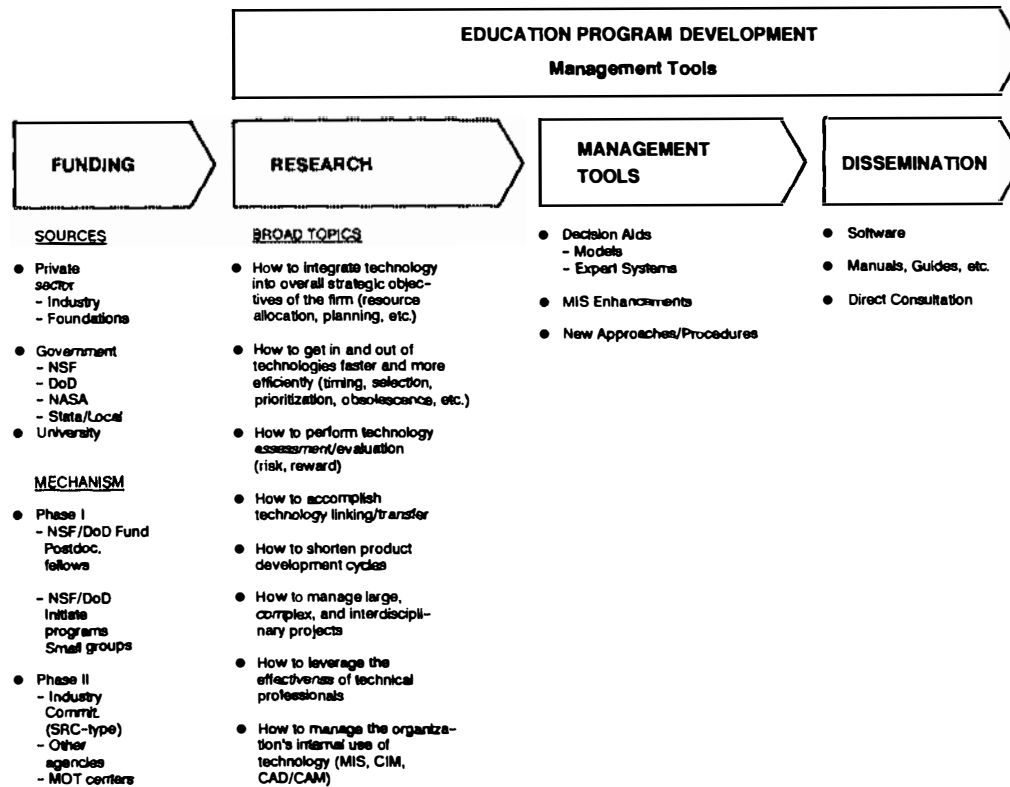 EDUCATION PROGRAM DEVELOPMENT
Management Tools
FUNDING
RESEARCH
MANAGEMENT
TOOLS
DISSEMINATION
SOURCES
● Private
sector
– Industry
– Foundations
● Government
– NSF
– DoD
– NASA
– State/Local
● University
MECHANISM
● Phase I
– NSF/DoD Fund
Postdoc.
fellows
– NSF/DoD
Initiate
programs
Small groups
● Phase II
– Industry
Commit.
(SRC-type)
– Other
agencies
– MOT centers
BROAD TOPICS
● How to integrate technology
into overall strategic objec-
tives of the firm (resource
allocation, planning, etc.)
● How to get in and out of
technologies faster and more
efficiently (timing, selection,
prioritization, obsolescence, etc.)
● How to perform technology
assessment/evaluation
(risk, reward)
● How to accomplish
technology linking/transfer
● How to shorten product
development cycles
● How to manage large,
complex, and interdiscipli-
nary projects
● How to leverage the
effectivenss of technical
professionals
● How to manage the organiza-
tion's internal use of
technology (MIS, CIM,
CAD/CAM)
● Decision Aids
– Models
– Expert Systems
● MIS Enhancements
● New Approaches/Procedures
● Software
● Manuals, Guides, etc.
● Direct Consultation